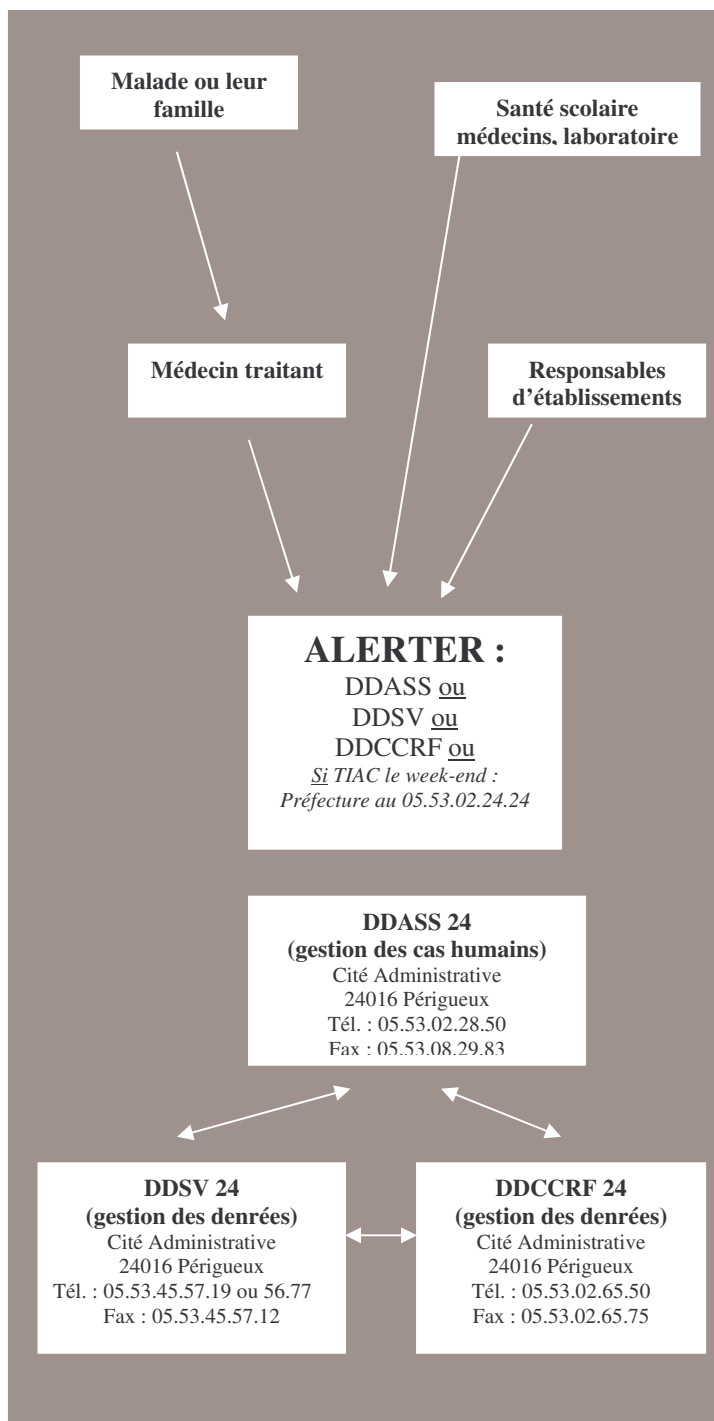 Malade ou leur
famille
Santé scolaire
médecins, laboratoire
Médecin traitant
Responsables
d’établissements
ALERTER :
DDASS ou
DDSV ou
DDCCRF ou
Si TIAC le week-end :
Préfecture au 05.53.02.24.24
DDASS 24
(gestion des cas humains)
Cité Administrative
24016 Périgueux
Tél. : 05.53.02.28.50
Fax : 05.53.08.29.83
DDSV 24
(gestion des denrées)
Cité Administrative
24016 Périgueux
Tél. : 05.53.45.57.19 ou 56.77
Fax : 05.53.45.57.12
DDCCRF 24
(gestion des denrées)
Cité Administrative
24016 Périgueux
Tél. : 05.53.02.65.50
Fax : 05.53.02.65.75